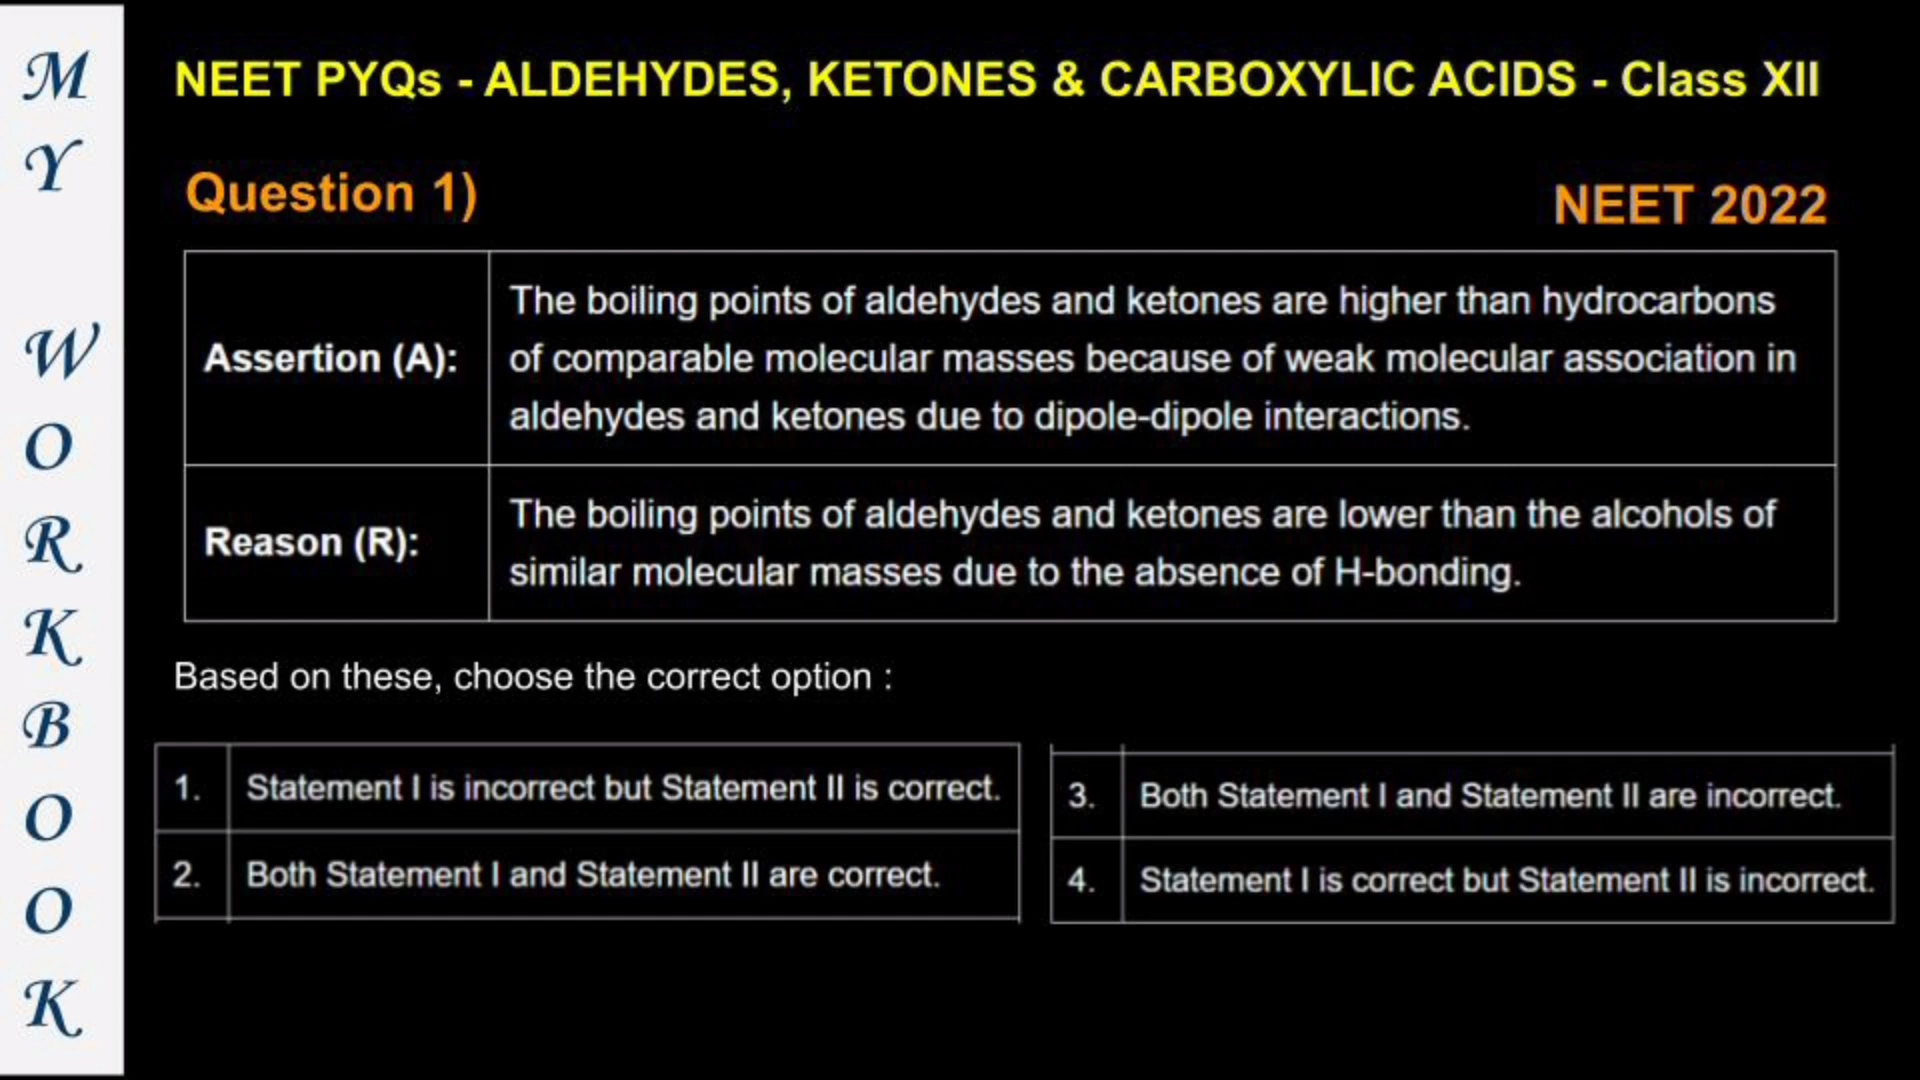 MY WORKBOOK
NEET PYQs - ALDEHYDES, KETONES & CARBOXYLIC ACIDS - Class XII
Question 1)
NEET 2022
Assertion (A):
The boiling points of aldehydes and ketones are higher than hydrocarbons
of comparable molecular masses because of weak molecular association in
aldehydes and ketones due to dipole-dipole interactions.
Reason (R):
The boiling points of aldehydes and ketones are lower than the alcohols of
similar molecular masses due to the absence of H-bonding.
Based on these, choose the correct option :
1. Statement I is incorrect but Statement II is correct.
2. Both Statement I and Statement II are correct.
3. Both Statement I and Statement II are incorrect.
4. Statement I is correct but Statement II is incorrect.